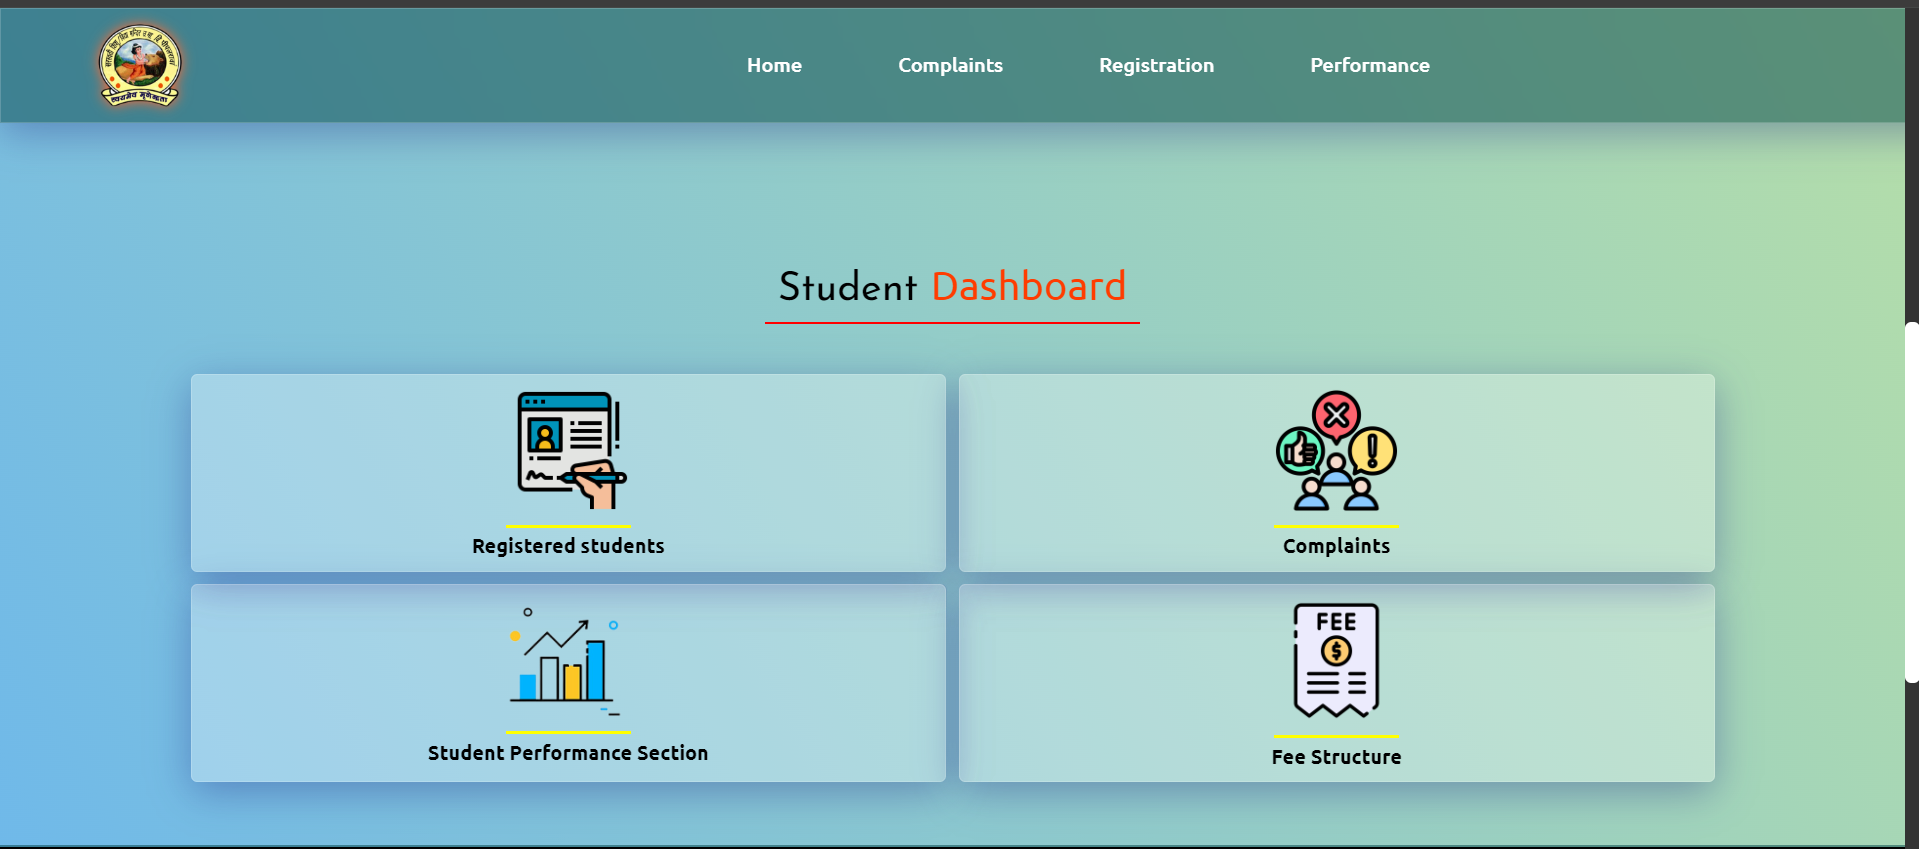 Home
Complaints
Registration
Performance
Student Dashboard
Registered students
Complaints
Student Performance Section
FEE
$
Fee Structure